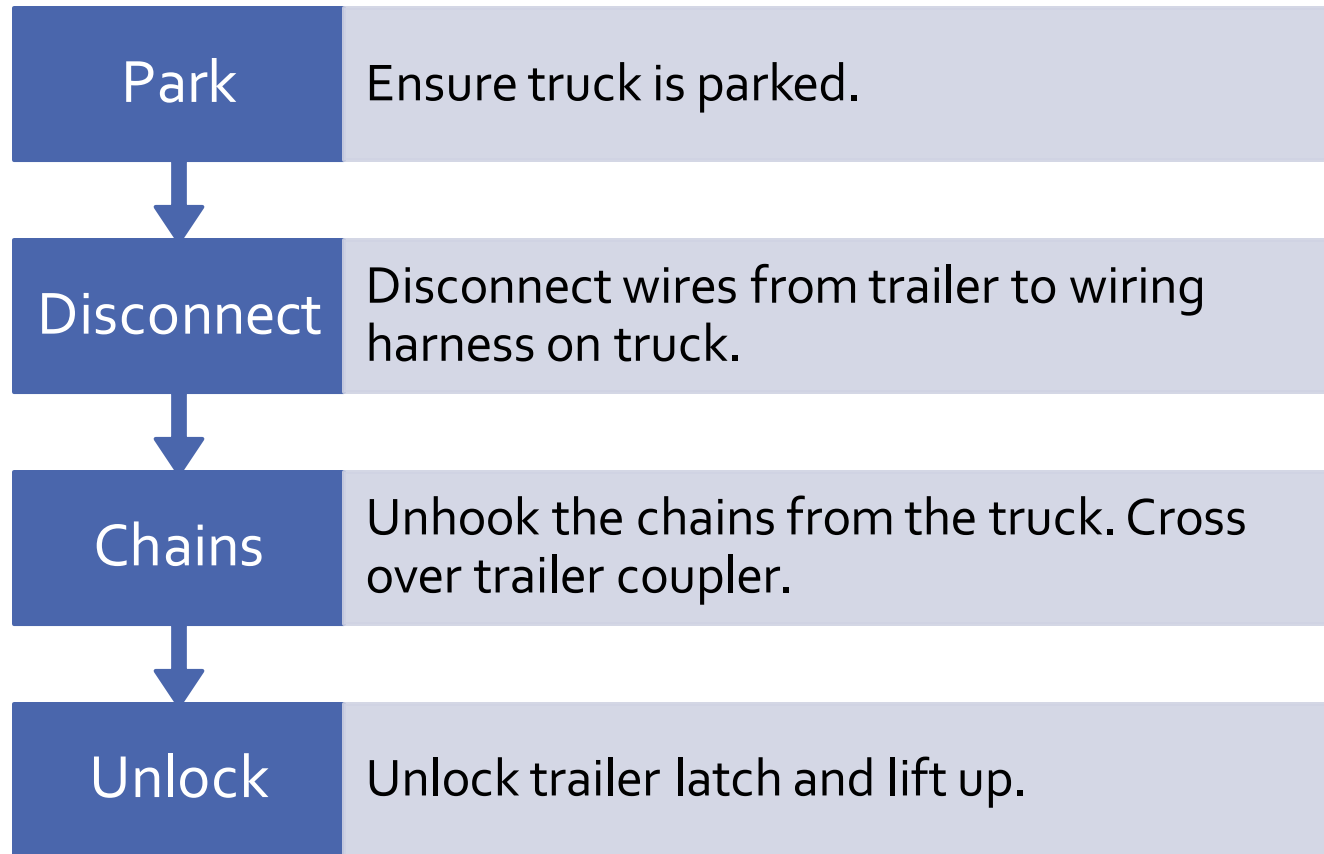 Park
Ensure truck is parked.
Disconnect
Disconnect wires from trailer to wiring
harness on truck.
Chains
Unhook the chains from the truck. Cross
over trailer coupler.
Unlock
Unlock trailer latch and lift up.